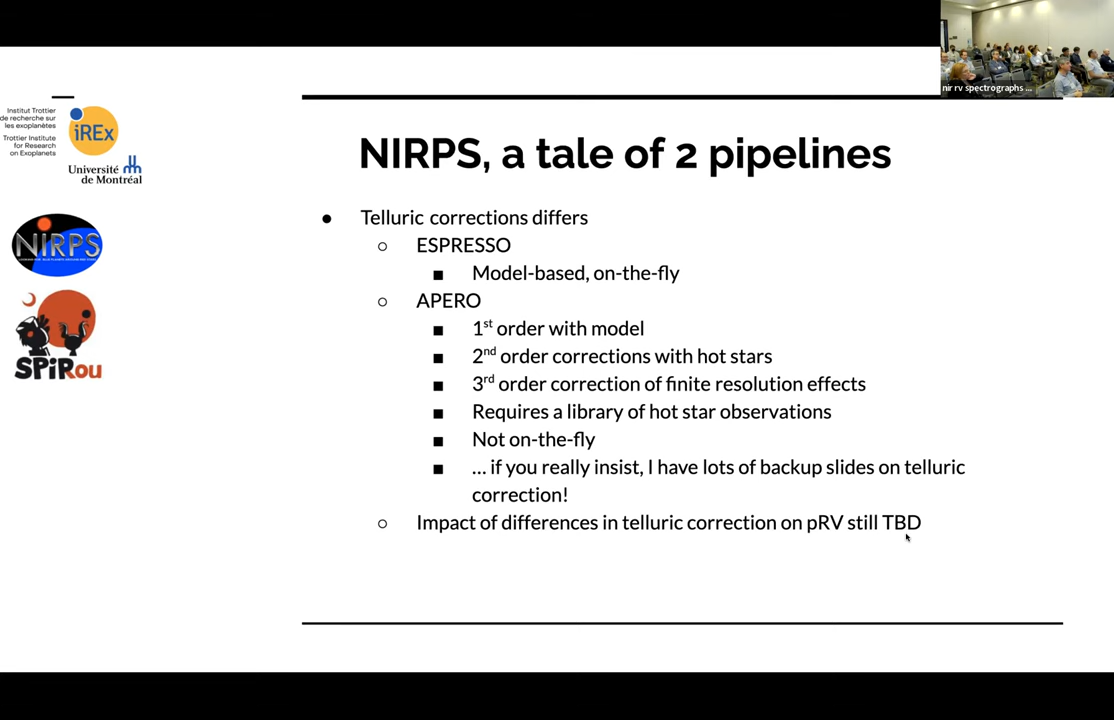 nir rv spectrographs ...
Institut Trottier
de recherche sur
les exoplanètes
Trottier Institute
for Research
on Exoplanets
iREx
Université
de Montréal
NIRPS
SPiRou
NIRPS, a tale of 2 pipelines
● Telluric corrections differs
○ ESPRESSO
■ Model-based, on-the-fly
○ APERO
■ 1st order with model
■ 2nd order corrections with hot stars
■ 3rd order correction of finite resolution effects
■ Requires a library of hot star observations
■ Not on-the-fly
■ ... if you really insist, I have lots of backup slides on telluric
correction!
○ Impact of differences in telluric correction on pRV still TBD